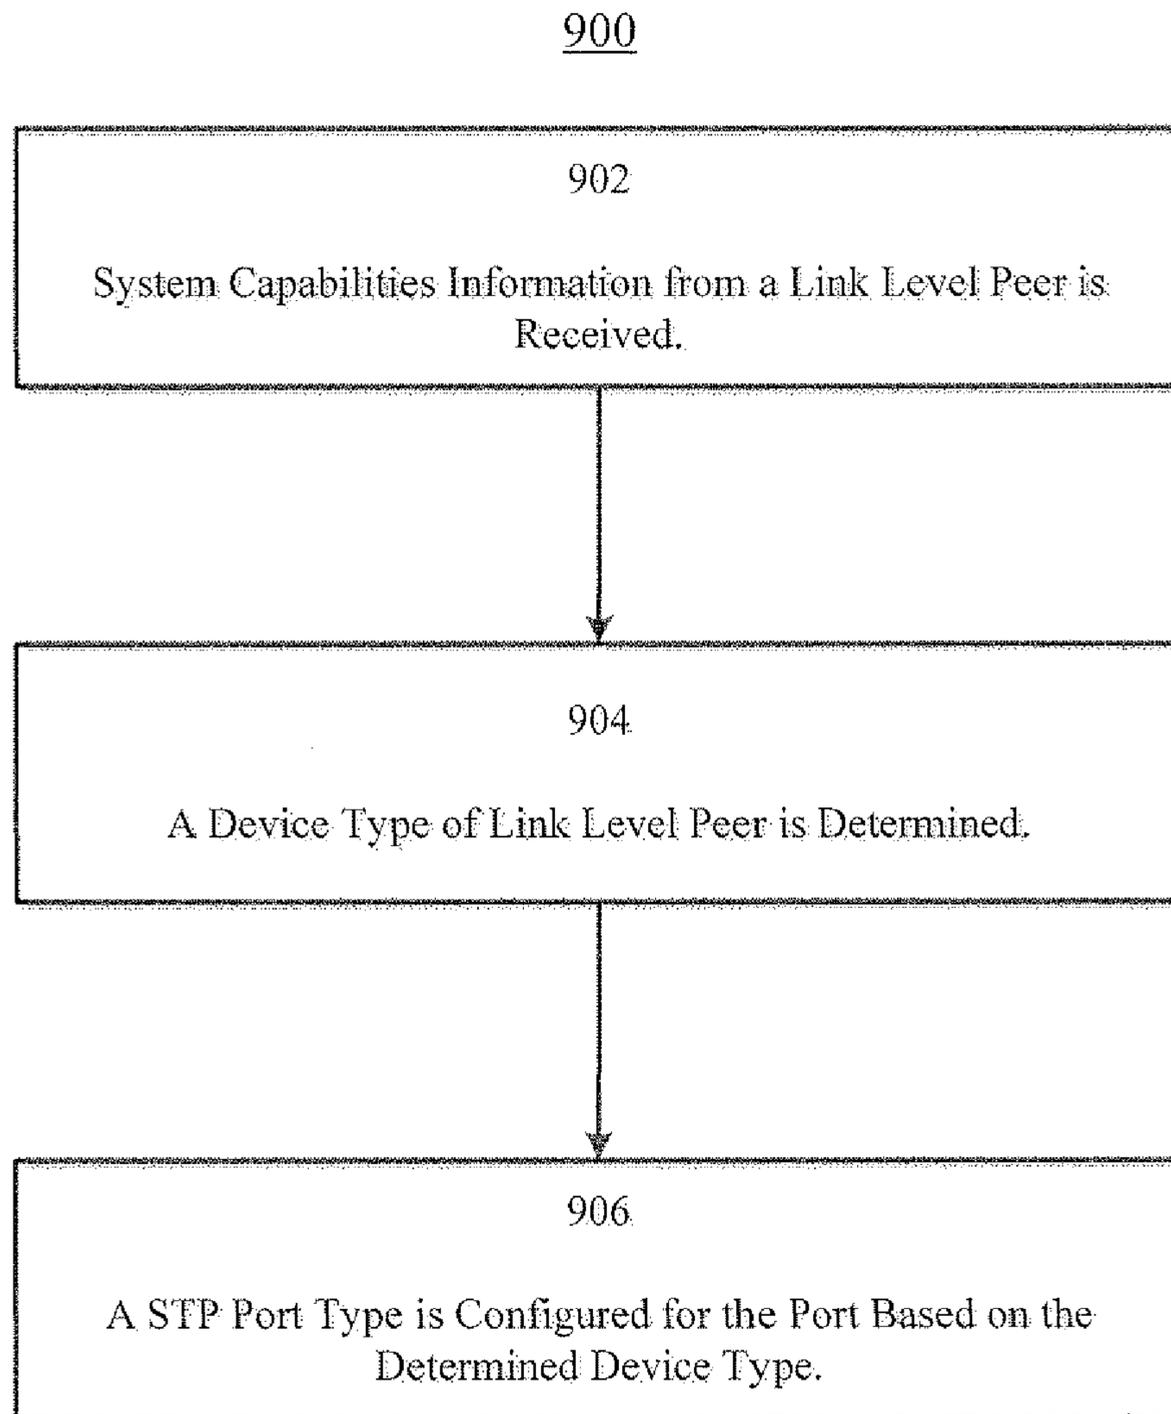 900
902
System Capabilities Information from a Link Level Peer is
Received.
904
A Device Type of Link Level Peer is Determined.
906
A STP Port Type is Configured for the Port Based on the
Determined Device Type.